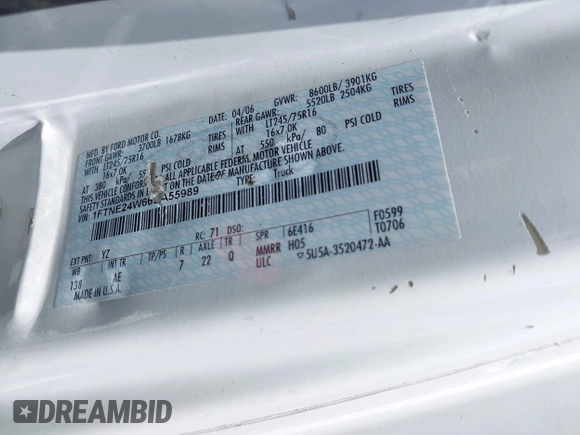 MFD. BY FORD MOTOR CO.
DATE: 04/06
GVWR: 8600LB/ 3901KG
FRONT GAWR: 3700LB 1678KG
REAR GAWR: 5520LB 2504KG
LT245/75R16 TIRES
LT245/75R16 TIRES
16x7.0K RIMS
16x7.0K RIMS
AT 380 kPa/ PSI COLD
AT 550 kPa/ 80 PSI COLD
THIS VEHICLE CONFORMS ALL APPLICABLE FEDERAL MOTOR VEHICLE
SAFETY STANDARDS IN EFFECT ON THE DATE OF MANUFACTURE SHOWN ABOVE.
VIN: 1FTNE24W66 A55989
TYPE: Truck
EXT PNT: YZ RC: 71 DSO:
WB INT TR TP/PS R AXLE TR SPR 6E416 F0599
138 AE 7 22 Q MMRR H05 T0706
MADE IN U.S.A. ULC 5U5A-3520472-AA
DREAMBID